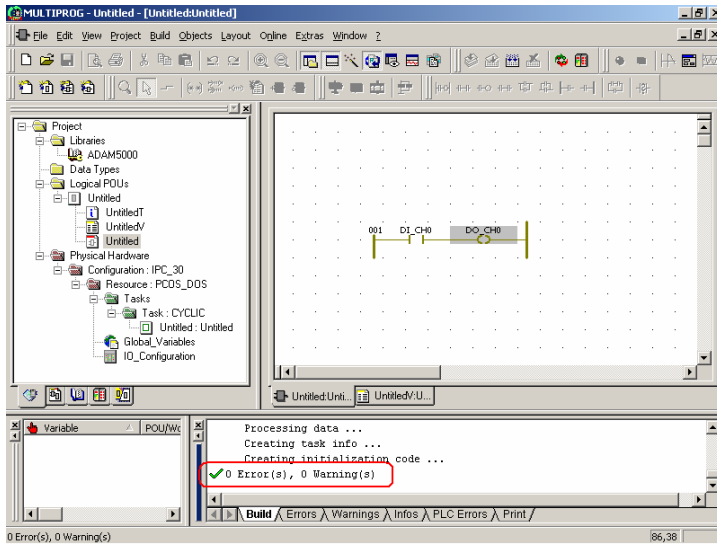 MULTIPROG - Untitled - [Untitled:Untitled]
File Edit View Project Build Objects Layout Online Extras Window ?
Project
Libraries
ADAM5000
Data Types
Logical POUs
Untitled
UntitledT
UntitledV
Untitled
Physical Hardware
Configuration : IPC_30
Resource : PCOS_DOS
Tasks
Task : CYCLIC
Untitled : Untitled
Global_Variables
IO_Configuration
001 DI_CH0 DO_CH0
Untitled:Unti... UntitledV:U...
Variable POU/Wo
Processing data ...
Creating task info ...
Creating initialization code ...
0 Error(s), 0 Warning(s)
Build Errors Warnings Infos PLC Errors Print
0 Error(s), 0 Warning(s) 86,38